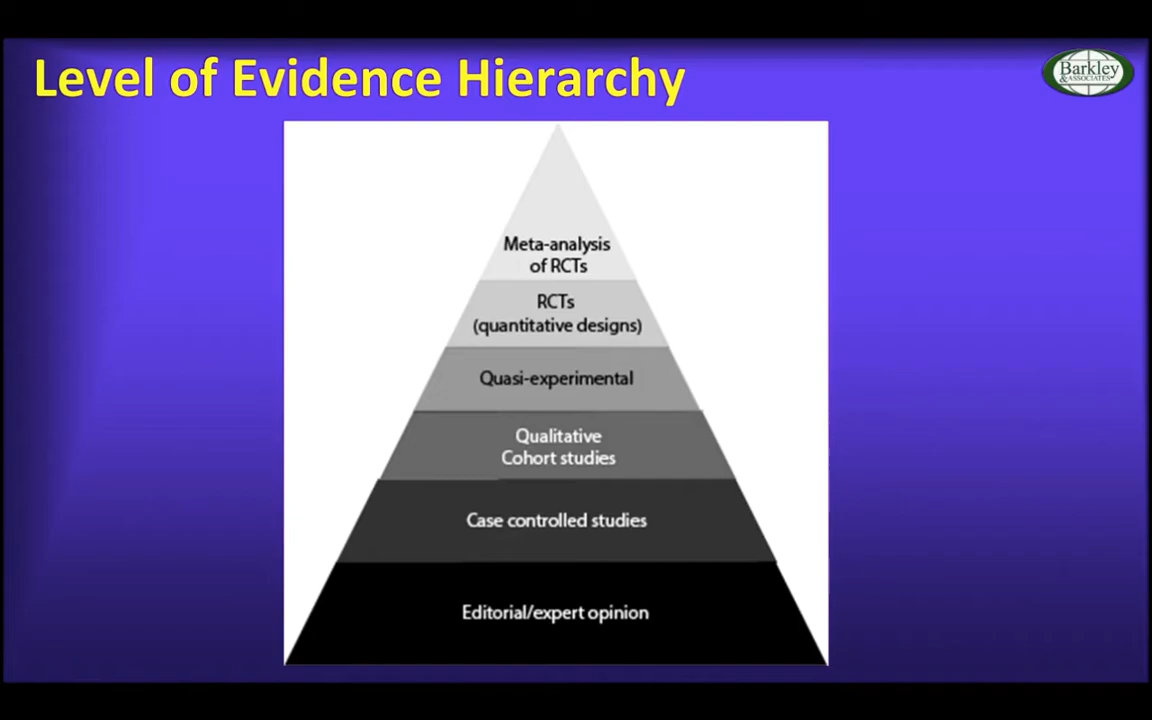 Level of Evidence Hierarchy
Barkley
& ASSOCIATES
Meta-analysis
of RCTs
RCTs
(quantitative designs)
Quasi-experimental
Qualitative
Cohort studies
Case controlled studies
Editorial/expert opinion